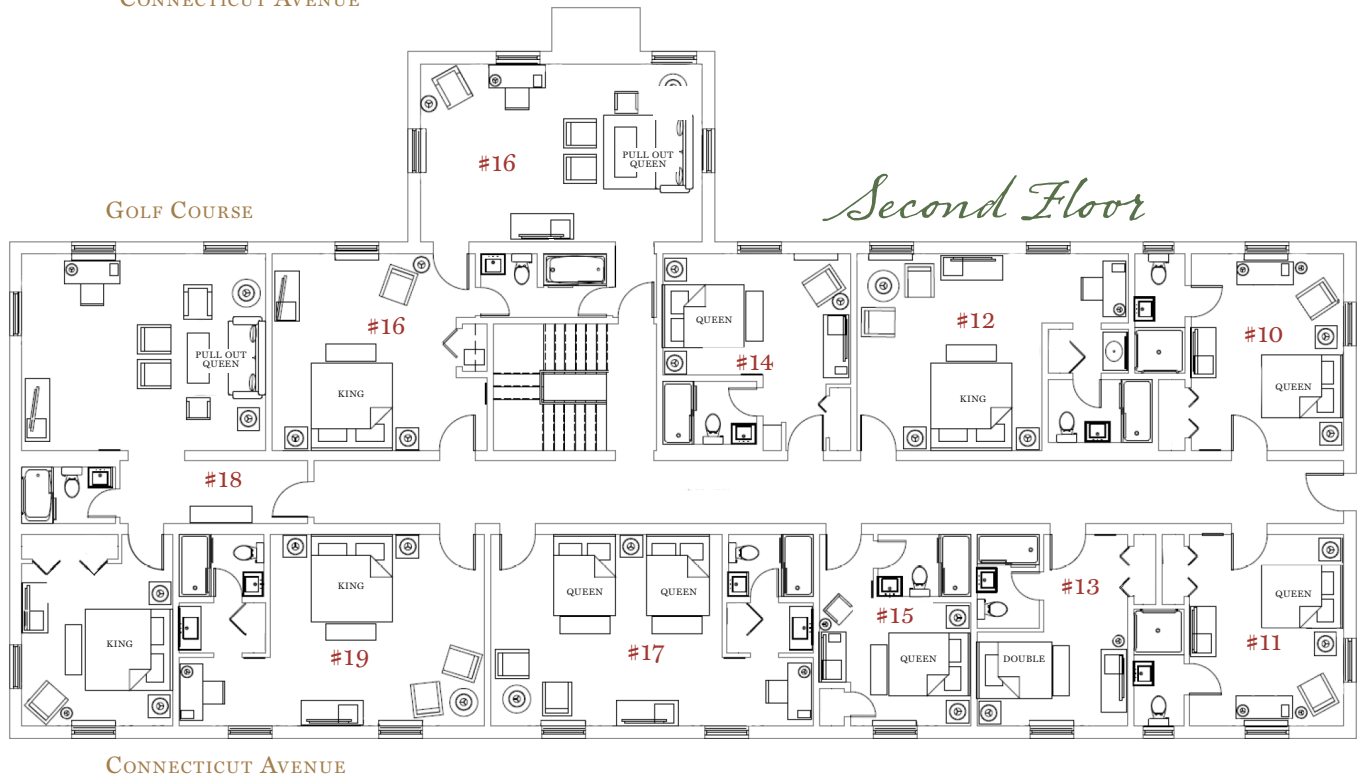 CONNECTICUT AVENUE
#16
PULL OUT
QUEEN
GOLF COURSE
Second Floor
PULL OUT
QUEEN
#16
KING
QUEEN
#14
#12
KING
#10
QUEEN
#18
KING
KING
#19
QUEEN
QUEEN
#17
#15
QUEEN
#13
DOUBLE
QUEEN
#11
CONNECTICUT AVENUE